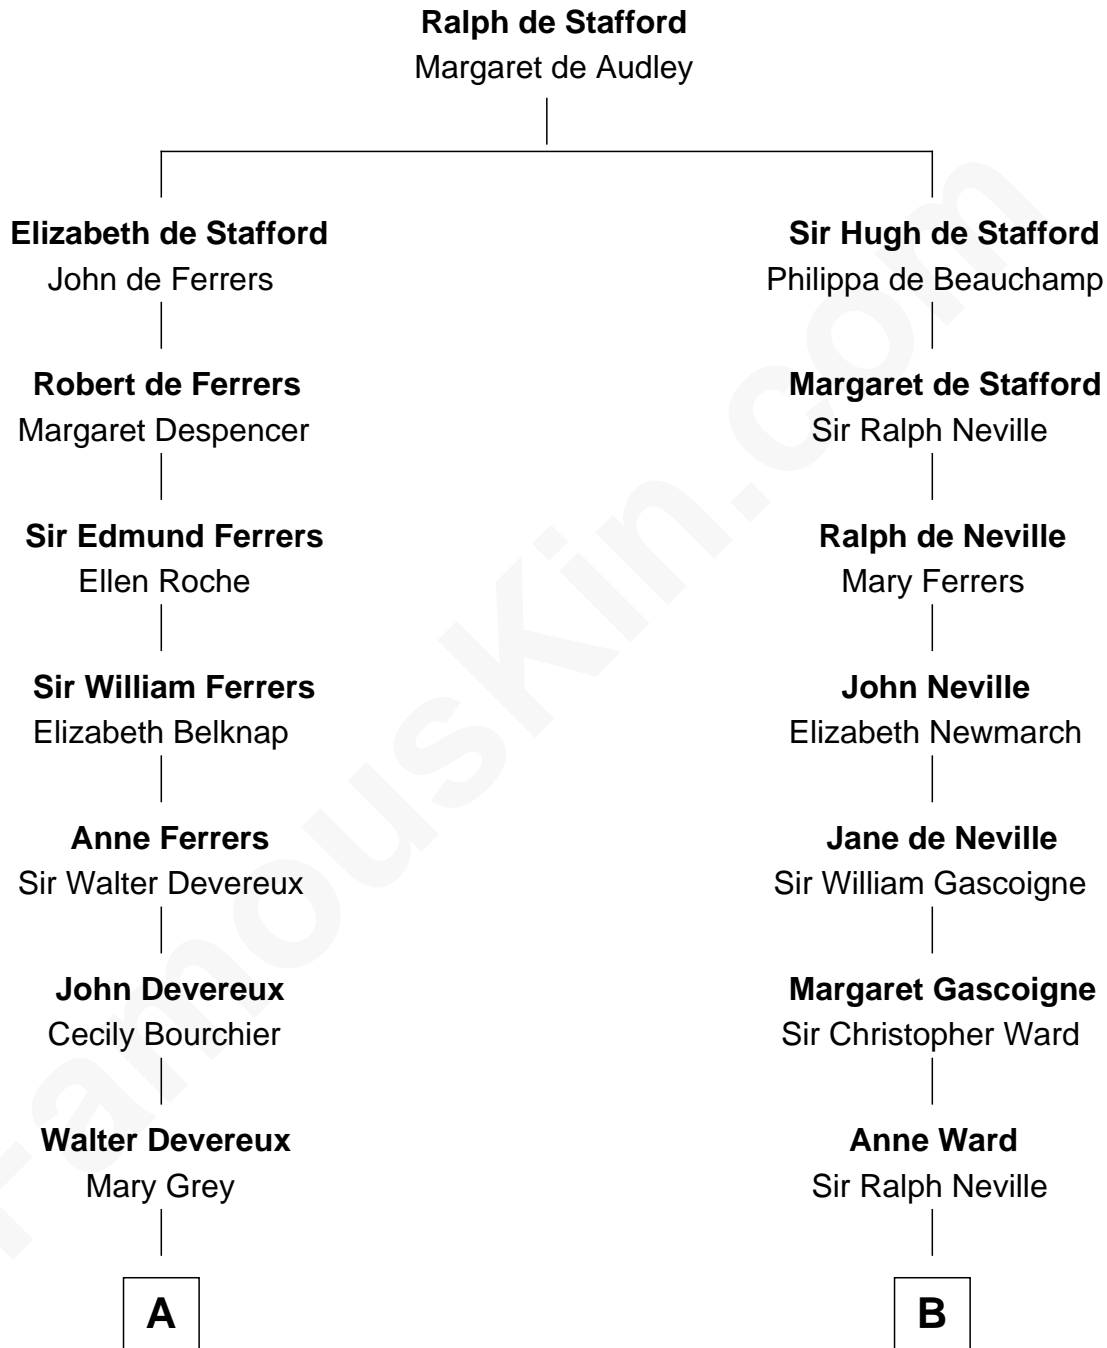 Ralph de Stafford
Margaret de Audley
Elizabeth de Stafford
John de Ferrers
Robert de Ferrers
Margaret Despencer
Sir Edmund Ferrers
Ellen Roche
Sir William Ferrers
Elizabeth Belknap
Anne Ferrers
Sir Walter Devereux
John Devereux
Cecily Bourchier
Walter Devereux
Mary Grey
A
Sir Hugh de Stafford
Philippa de Beauchamp
Margaret de Stafford
Sir Ralph Neville
Ralph de Neville
Mary Ferrers
John Neville
Elizabeth Newmarch
Jane de Neville
Sir William Gascoigne
Margaret Gascoigne
Sir Christopher Ward
Anne Ward
Sir Ralph Neville
B
FamousKin.com